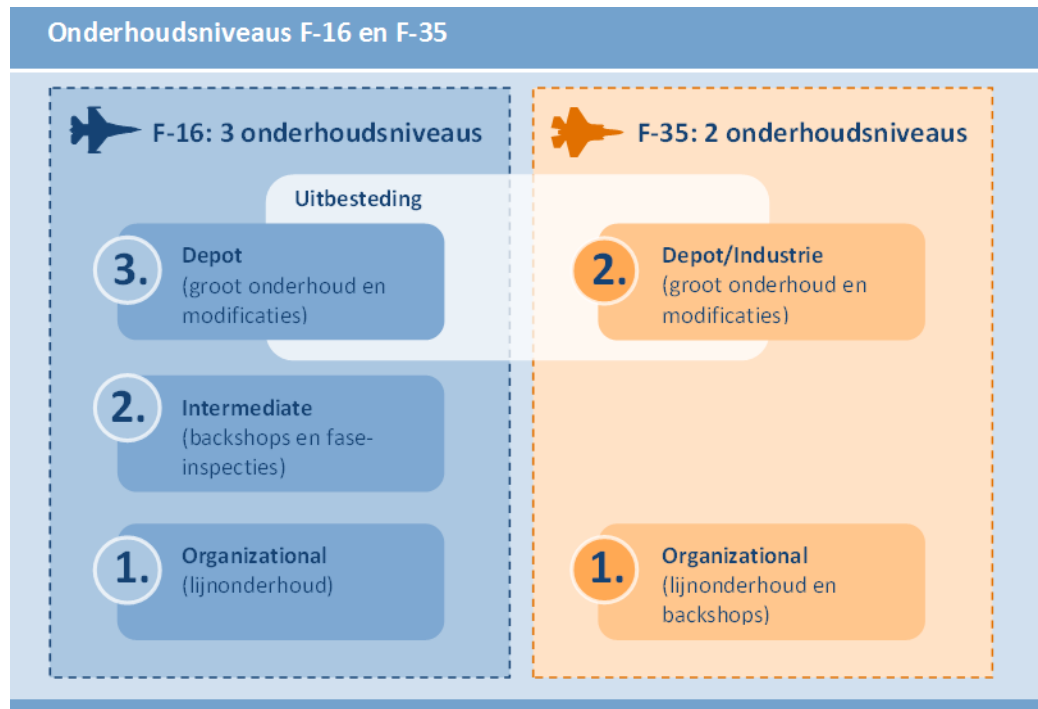 Onderhoudsniveaus F-16 en F-35
F-16: 3 onderhoudsniveaus
Uitbesteding
3.
Depot
(groot onderhoud en
modificaties)
2.
Intermediate
(backshops en fase-
inspecties)
1.
Organizational
(lijnonderhoud)
F-35: 2 onderhoudsniveaus
2.
Depot/Industrie
(groot onderhoud en
modificaties)
1.
Organizational
(lijnonderhoud en
backshops)